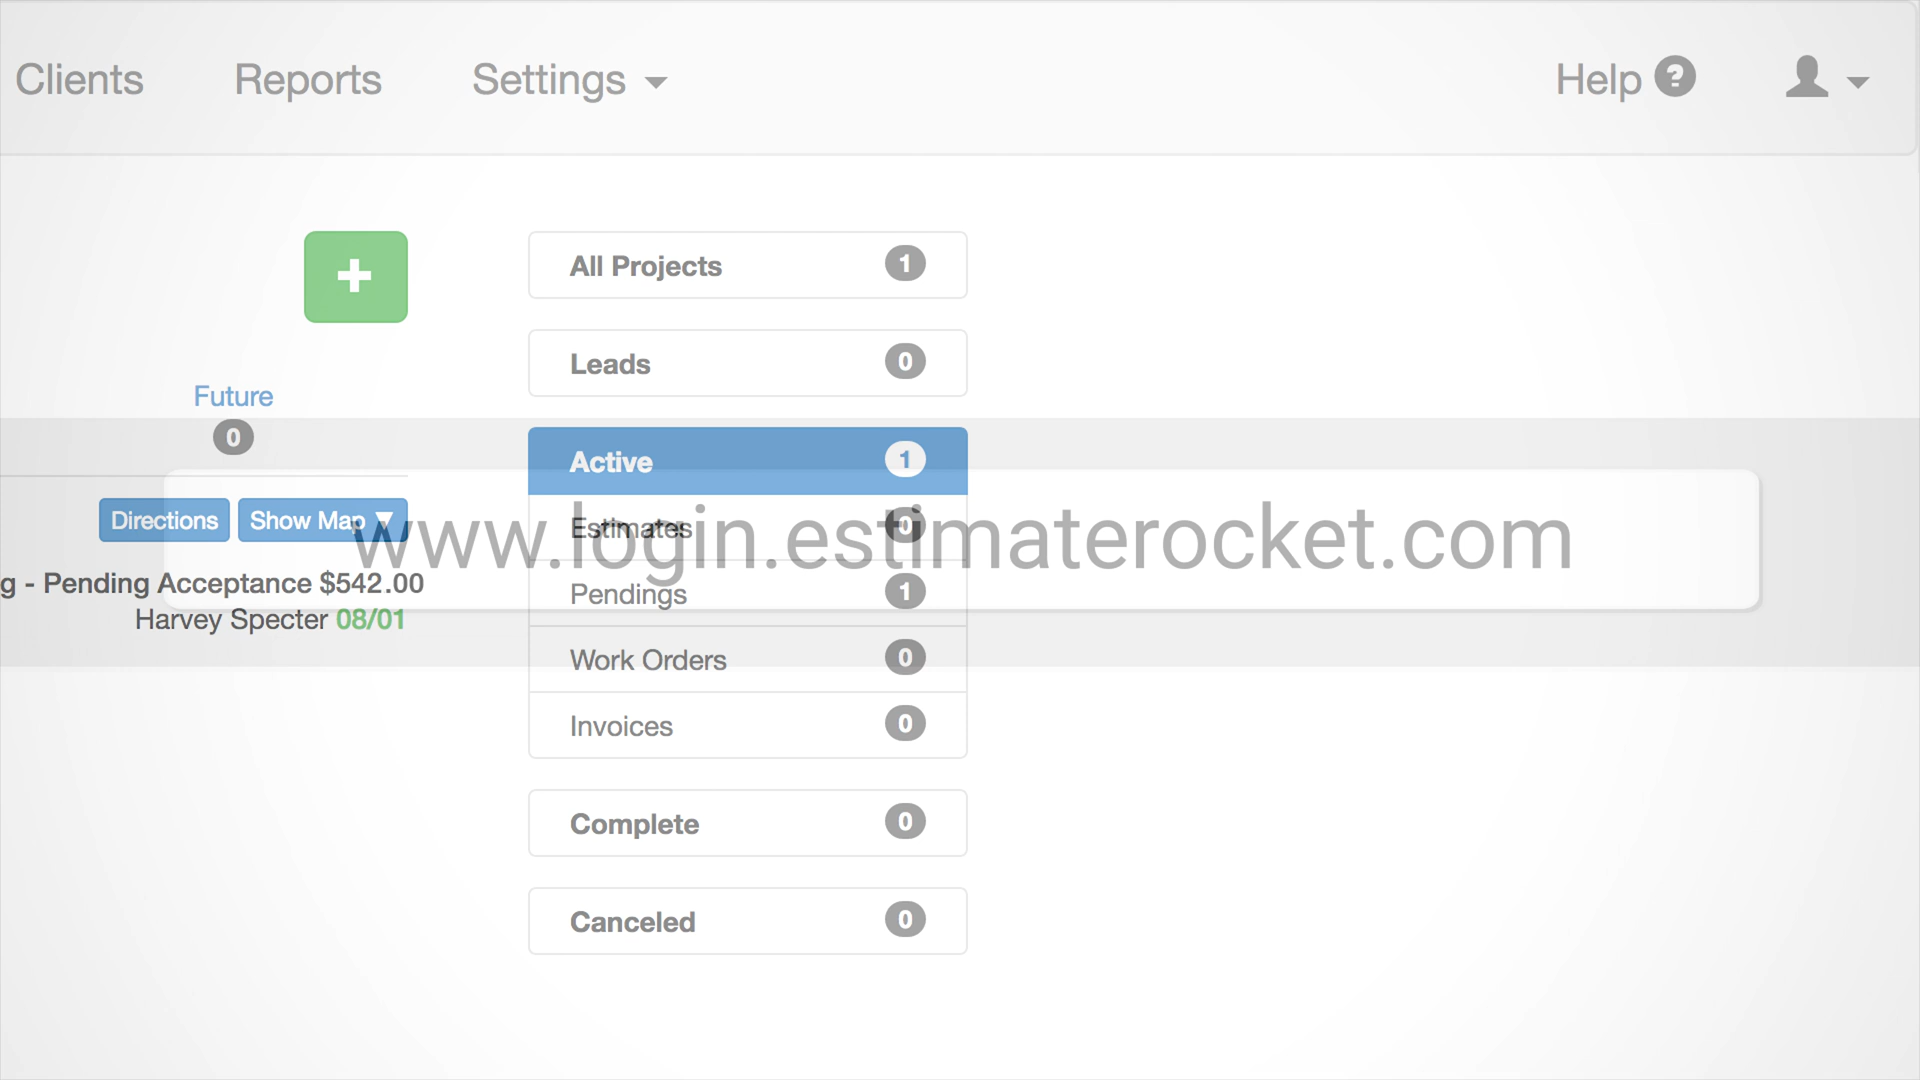 Clients Reports Settings Help ?
All Projects 1
Leads 0
Future
0
Active 1
Directions Show Map ▼
www.login.estimaterocket.com
Estimates 0
g - Pending Acceptance $542.00
Harvey Specter 08/01
Pendings 1
Work Orders 0
Invoices 0
Complete 0
Canceled 0